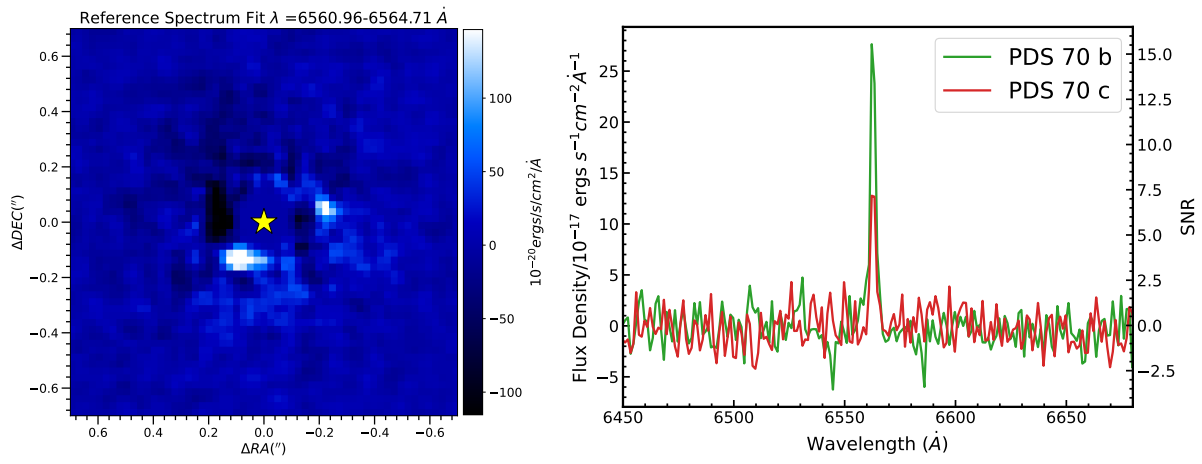 Reference Spectrum Fit λ =6560.96-6564.71 Ȧ
0.6
0.4
0.2
0.0
−0.2
−0.4
−0.6
ΔDEC(″)
0.6 0.4 0.2 0.0 −0.2 −0.4 −0.6
ΔRA(″)
100
50
0
−50
−100
10⁻²⁰ergs/s/cm²/Ȧ
PDS 70 b
PDS 70 c
25
20
15
10
5
0
−5
Flux Density/10⁻¹⁷ ergs s⁻¹cm⁻²Ȧ⁻¹
6450 6500 6550 6600 6650
Wavelength (Ȧ)
15.0
12.5
10.0
7.5
5.0
2.5
0.0
−2.5
SNR